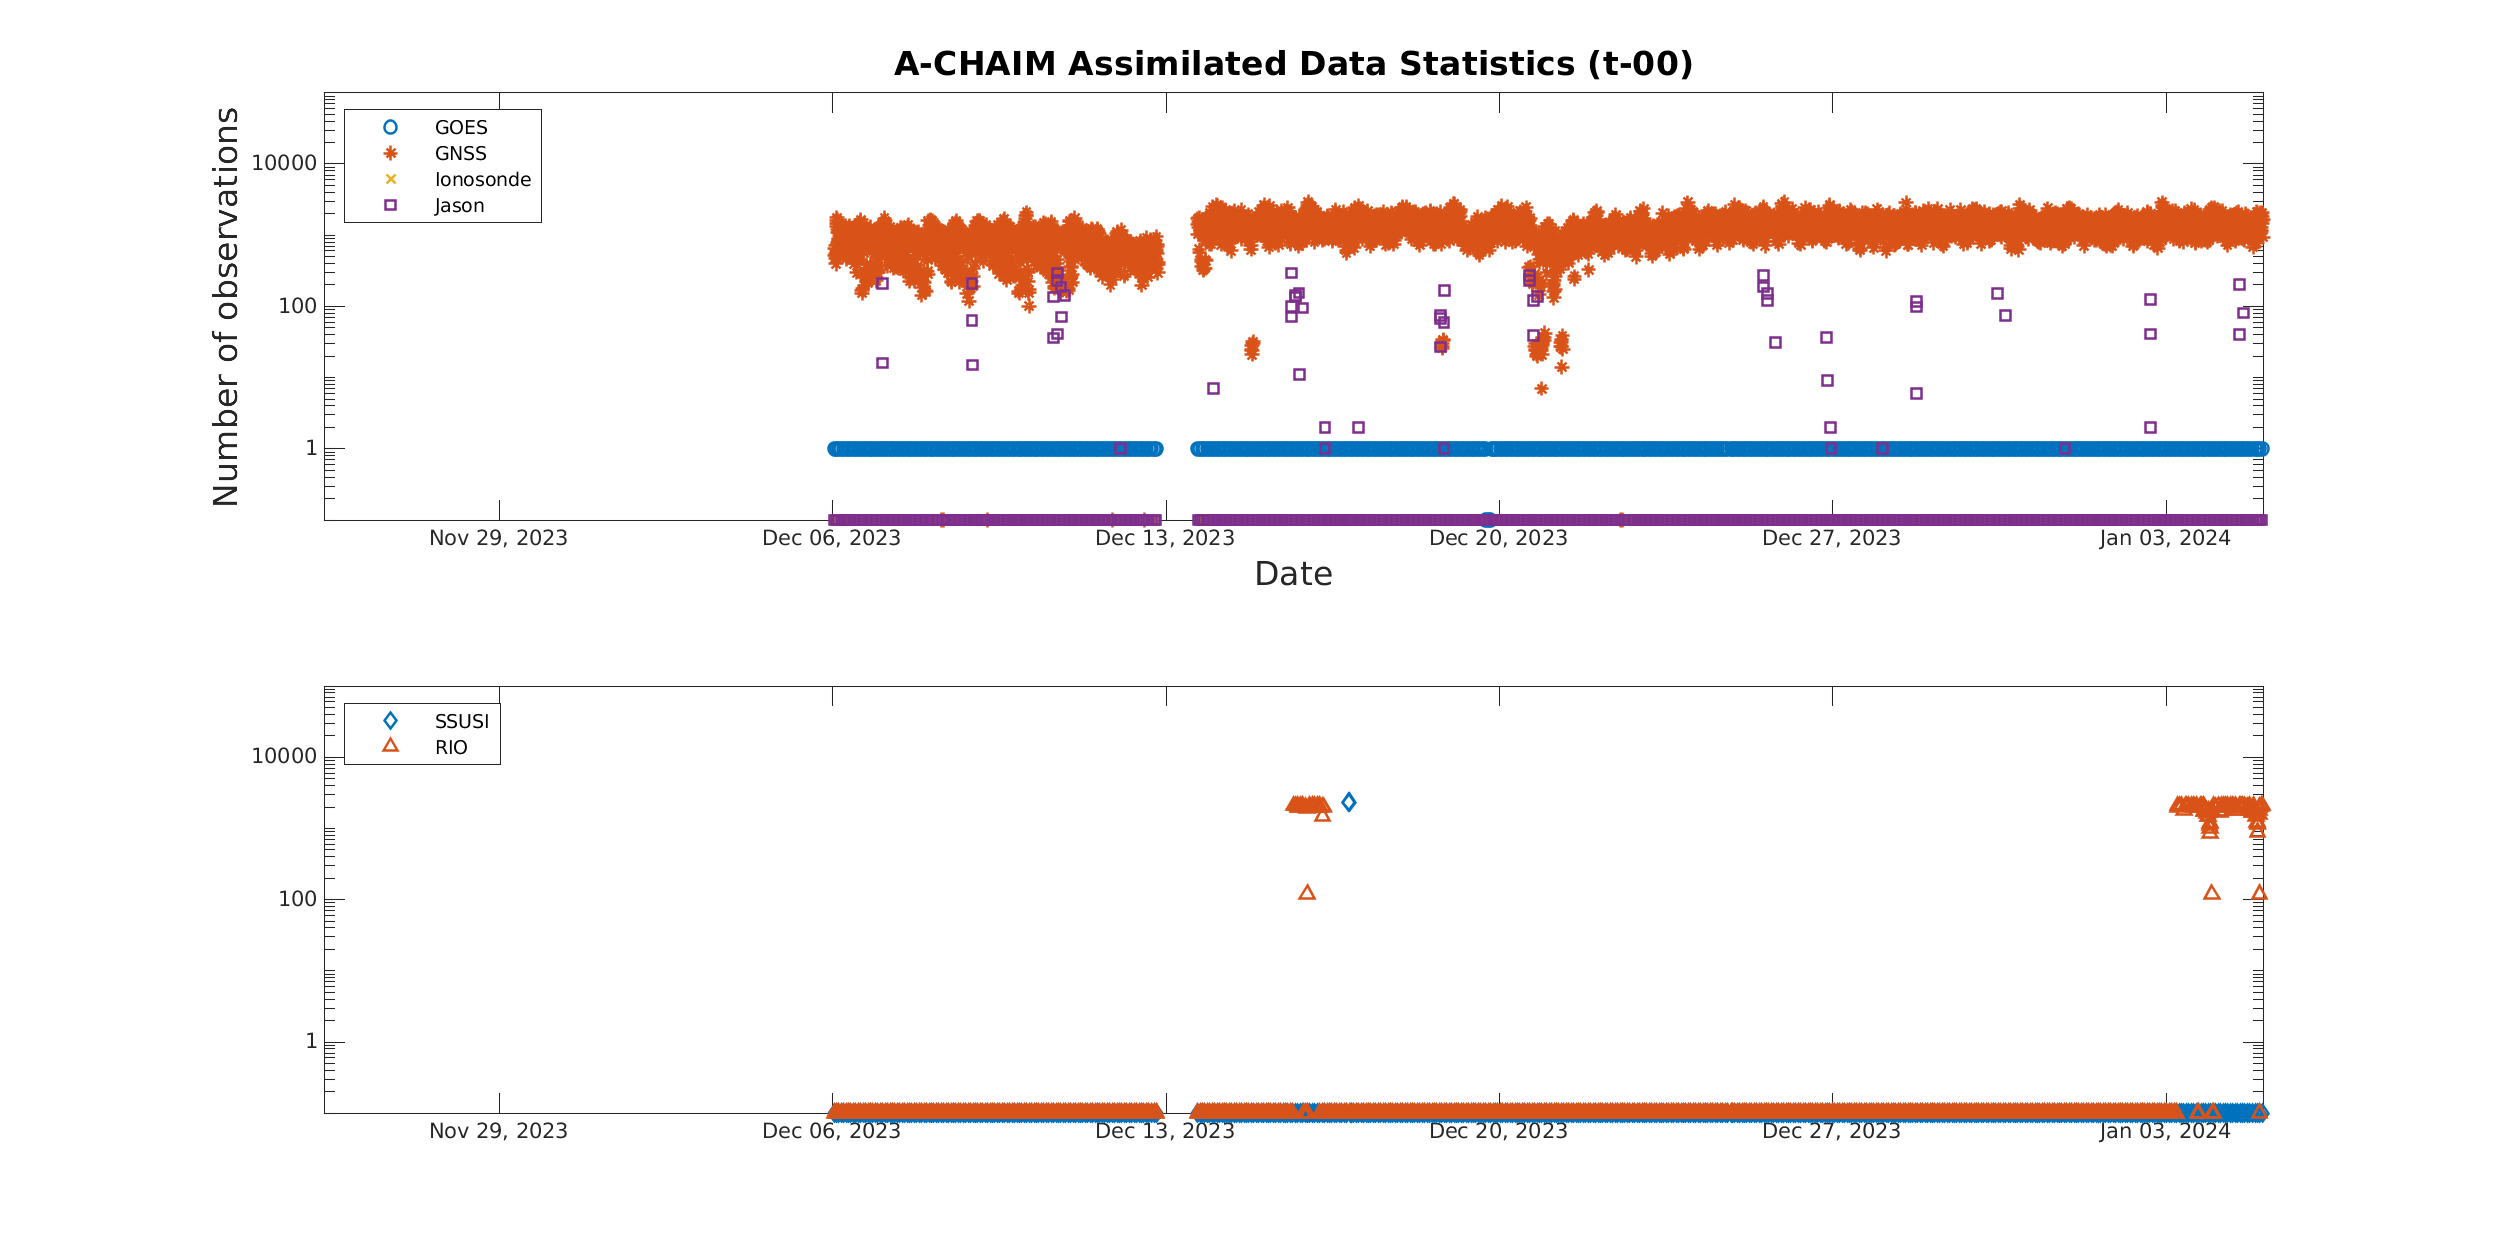 A-CHAIM Assimilated Data Statistics (t-00)
Number of observations
10000
100
1
GOES
GNSS
Ionosonde
Jason
Nov 29, 2023 Dec 06, 2023 Dec 13, 2023 Dec 20, 2023 Dec 27, 2023 Jan 03, 2024
Date
10000
100
1
SSUSI
RIO
Nov 29, 2023 Dec 06, 2023 Dec 13, 2023 Dec 20, 2023 Dec 27, 2023 Jan 03, 2024